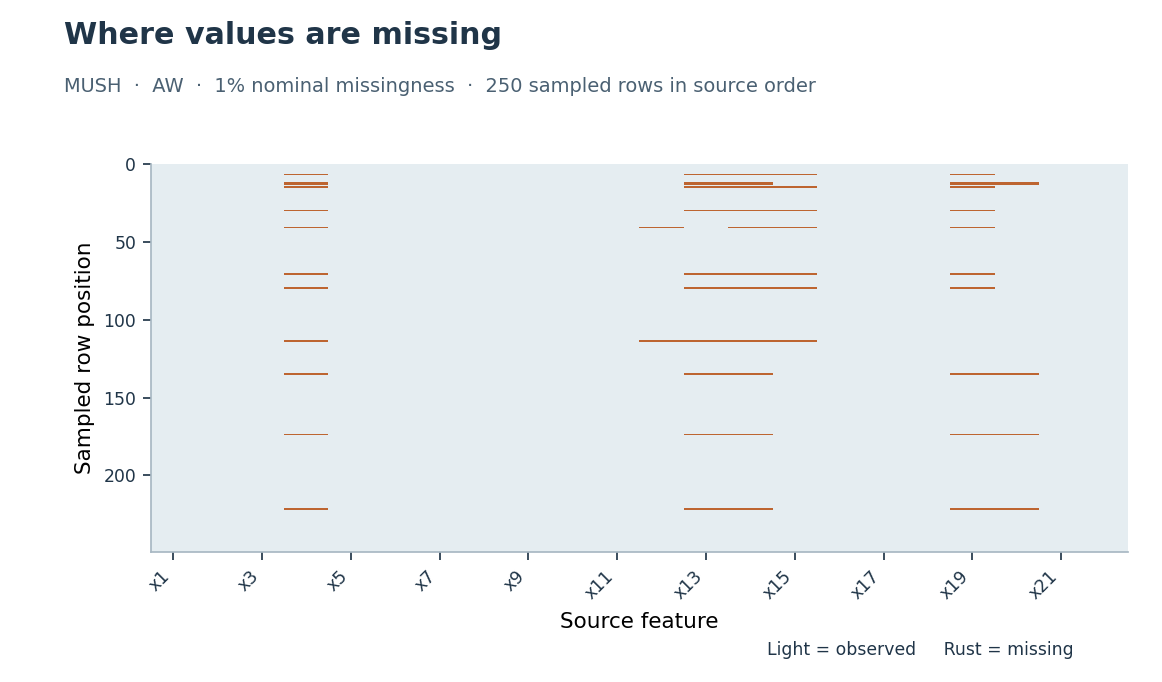 Where values are missing
MUSH · AW · 1% nominal missingness · 250 sampled rows in source order
0
50
100
150
200
Sampled row position
x1 x3 x5 x7 x9 x11 x13 x15 x17 x19 x21
Source feature
Light = observed Rust = missing